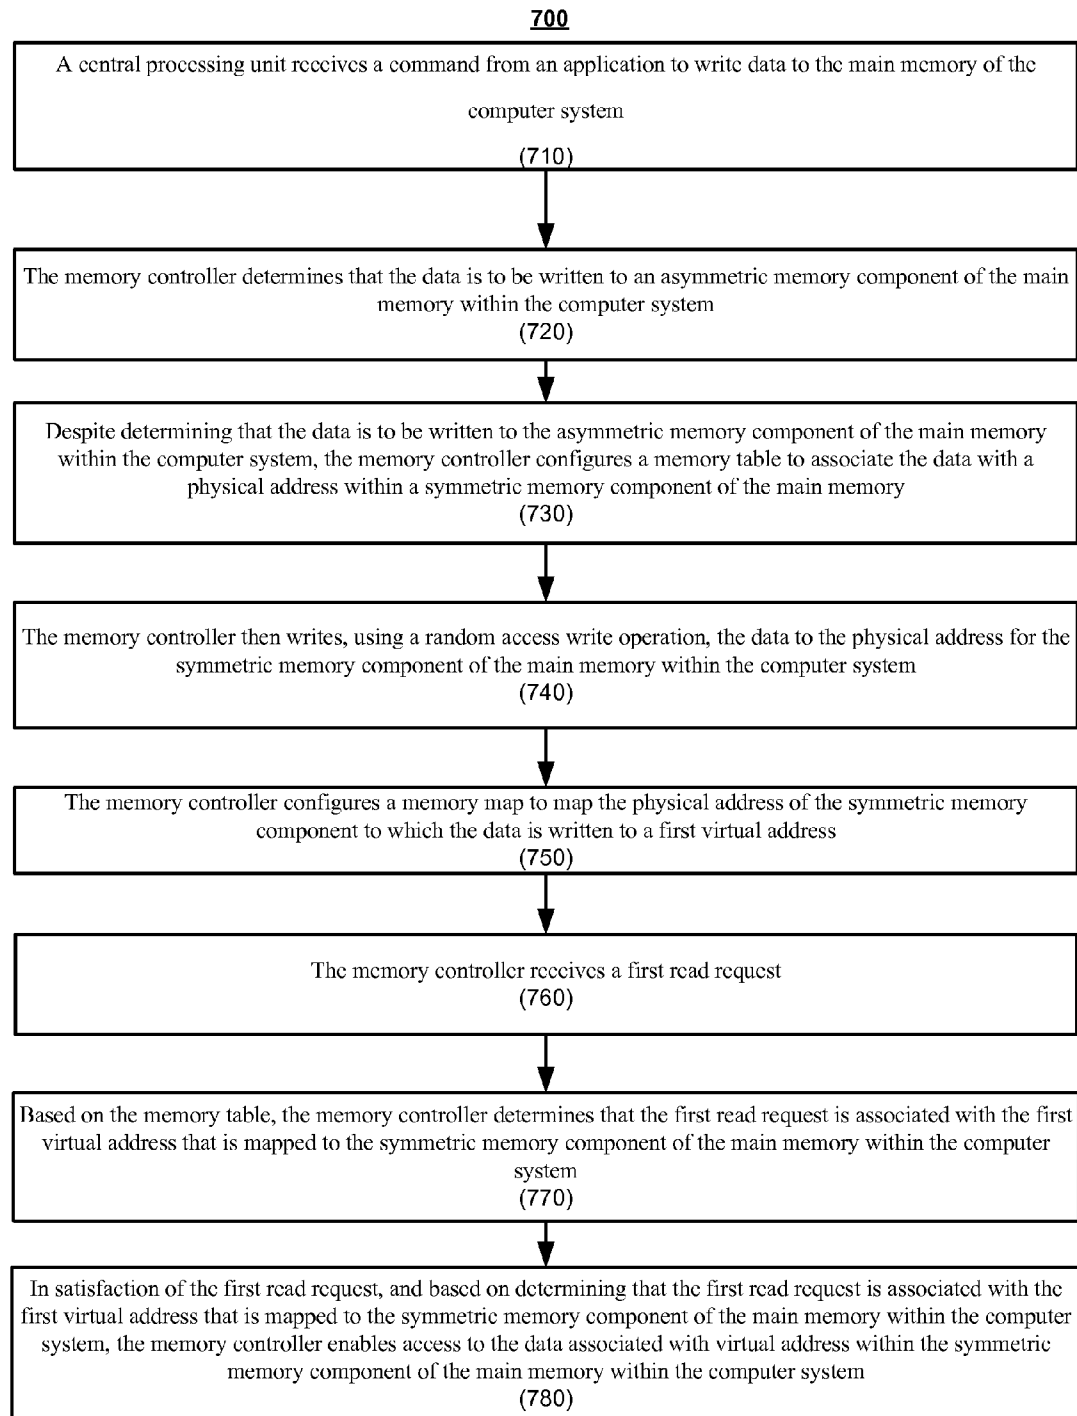 700
A central processing unit receives a command from an application to write data to the main memory of the
computer system
(710)
The memory controller determines that the data is to be written to an asymmetric memory component of the main
memory within the computer system
(720)
Despite determining that the data is to be written to the asymmetric memory component of the main memory
within the computer system, the memory controller configures a memory table to associate the data with a
physical address within a symmetric memory component of the main memory
(730)
The memory controller then writes, using a random access write operation, the data to the physical address for the
symmetric memory component of the main memory within the computer system
(740)
The memory controller configures a memory map to map the physical address of the symmetric memory
component to which the data is written to a first virtual address
(750)
The memory controller receives a first read request
(760)
Based on the memory table, the memory controller determines that the first read request is associated with the first
virtual address that is mapped to the symmetric memory component of the main memory within the computer
system
(770)
In satisfaction of the first read request, and based on determining that the first read request is associated with the
first virtual address that is mapped to the symmetric memory component of the main memory within the computer
system, the memory controller enables access to the data associated with virtual address within the symmetric
memory component of the main memory within the computer system
(780)